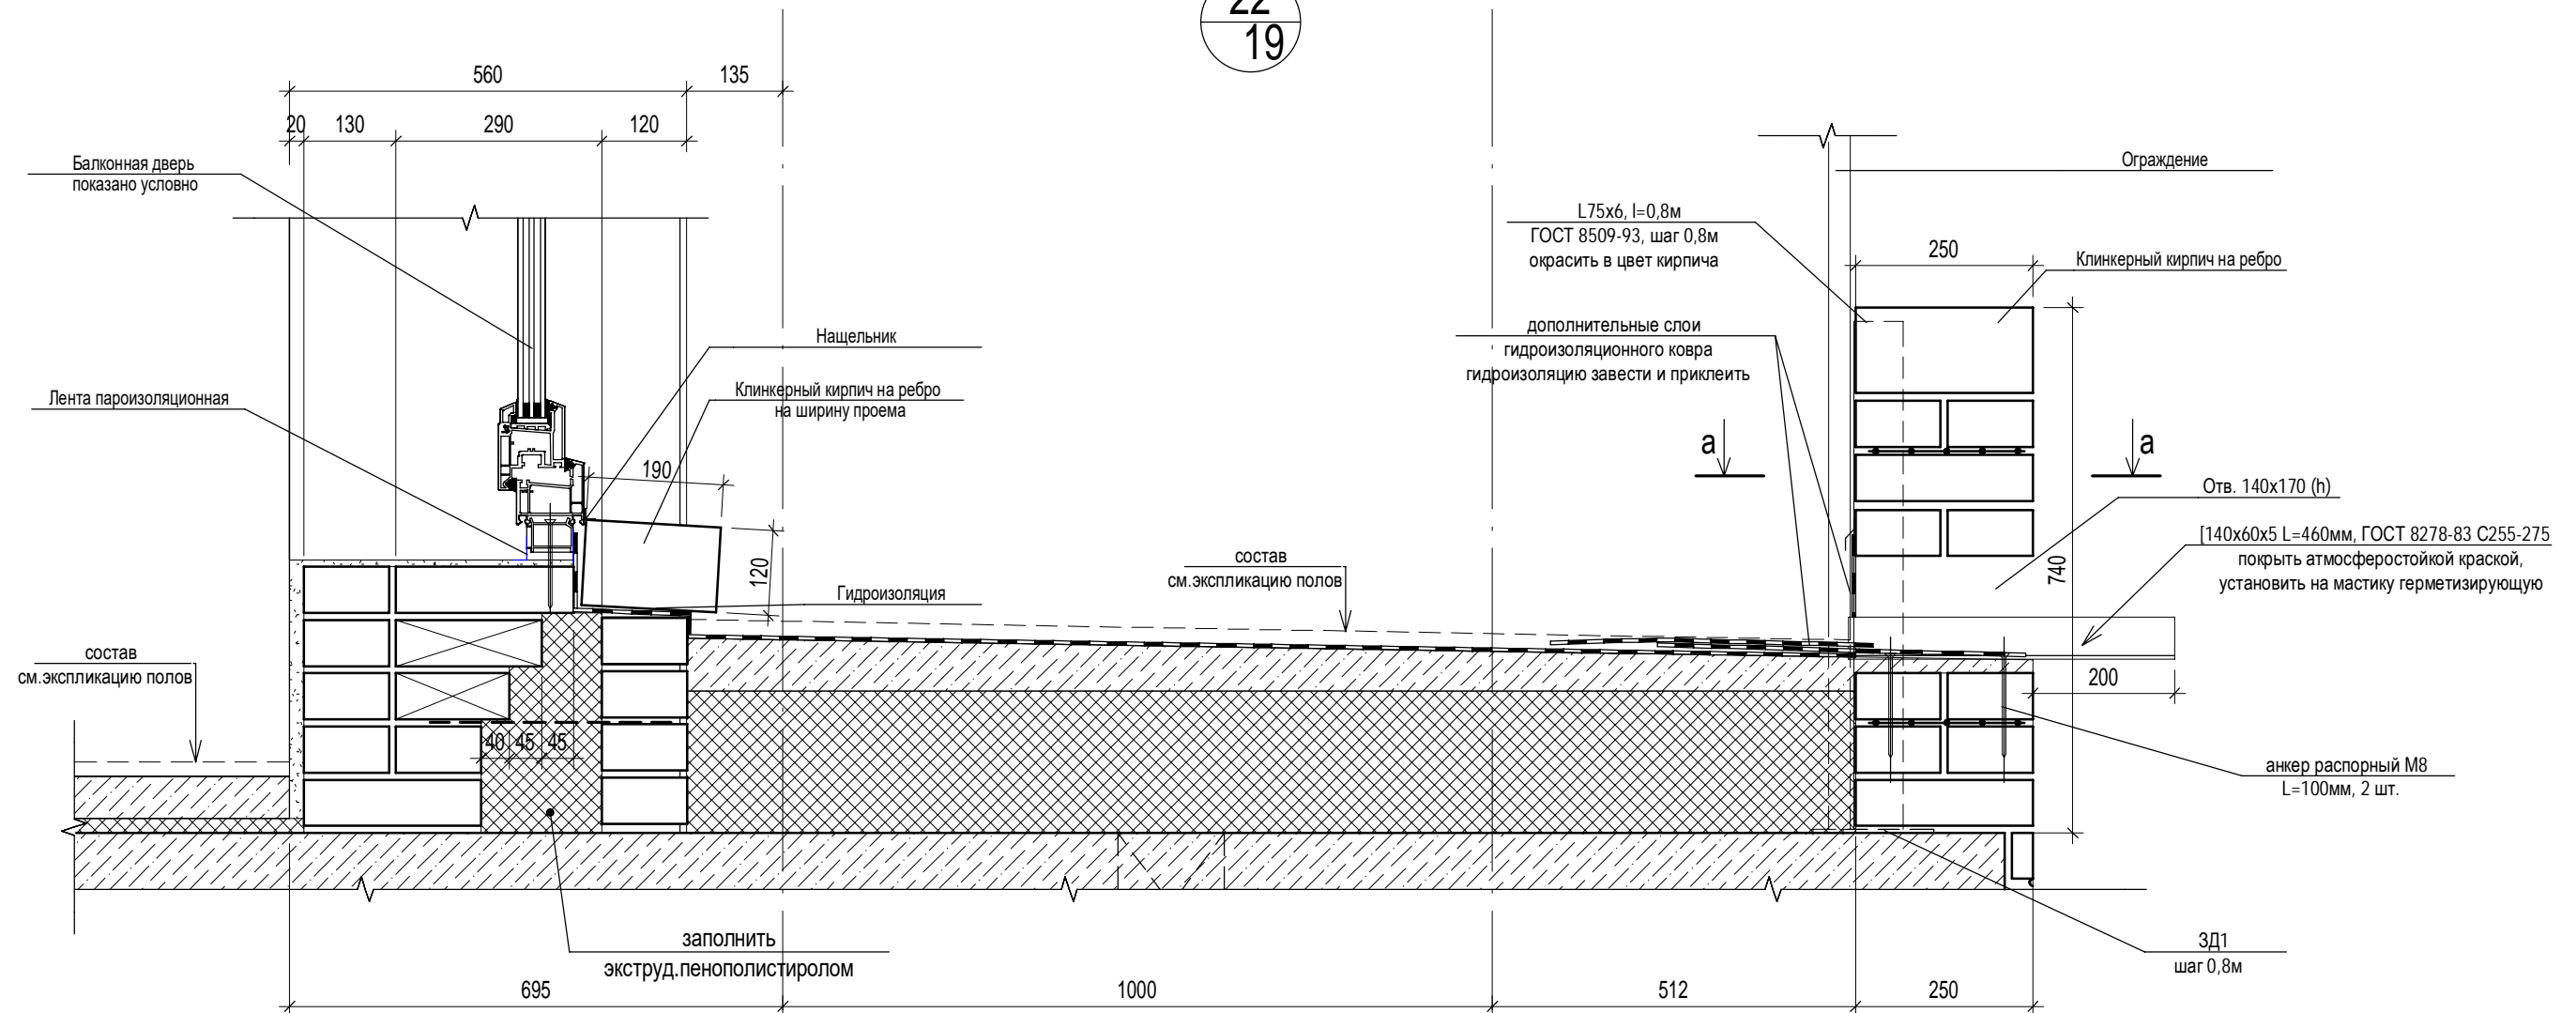 22
19
560
135
20
130
290
120
Балконная дверь
показано условно
Ограждение
L75x6, l=0,8м
ГОСТ 8509-93, шаг 0,8м
окрасить в цвет кирпича
250
Клинкерный кирпич на ребро
Нащельник
дополнительные слои
гидроизоляционного ковра
гидроизоляцию завести и приклеить
Клинкерный кирпич на ребро
на ширину проема
Лента пароизоляционная
а
а
190
Отв. 140х170 (h)
[140х60х5 L=460мм, ГОСТ 8278-83 С255-275
покрыть атмосферостойкой краской,
установить на мастику герметизирующую
120
740
состав
см.экспликацию полов
Гидроизоляция
состав
см.экспликацию полов
200
40
45
45
анкер распорный М8
L=100мм, 2 шт.
заполнить
экструд.пенополистиролом
ЗД1
шаг 0,8м
695
1000
512
250